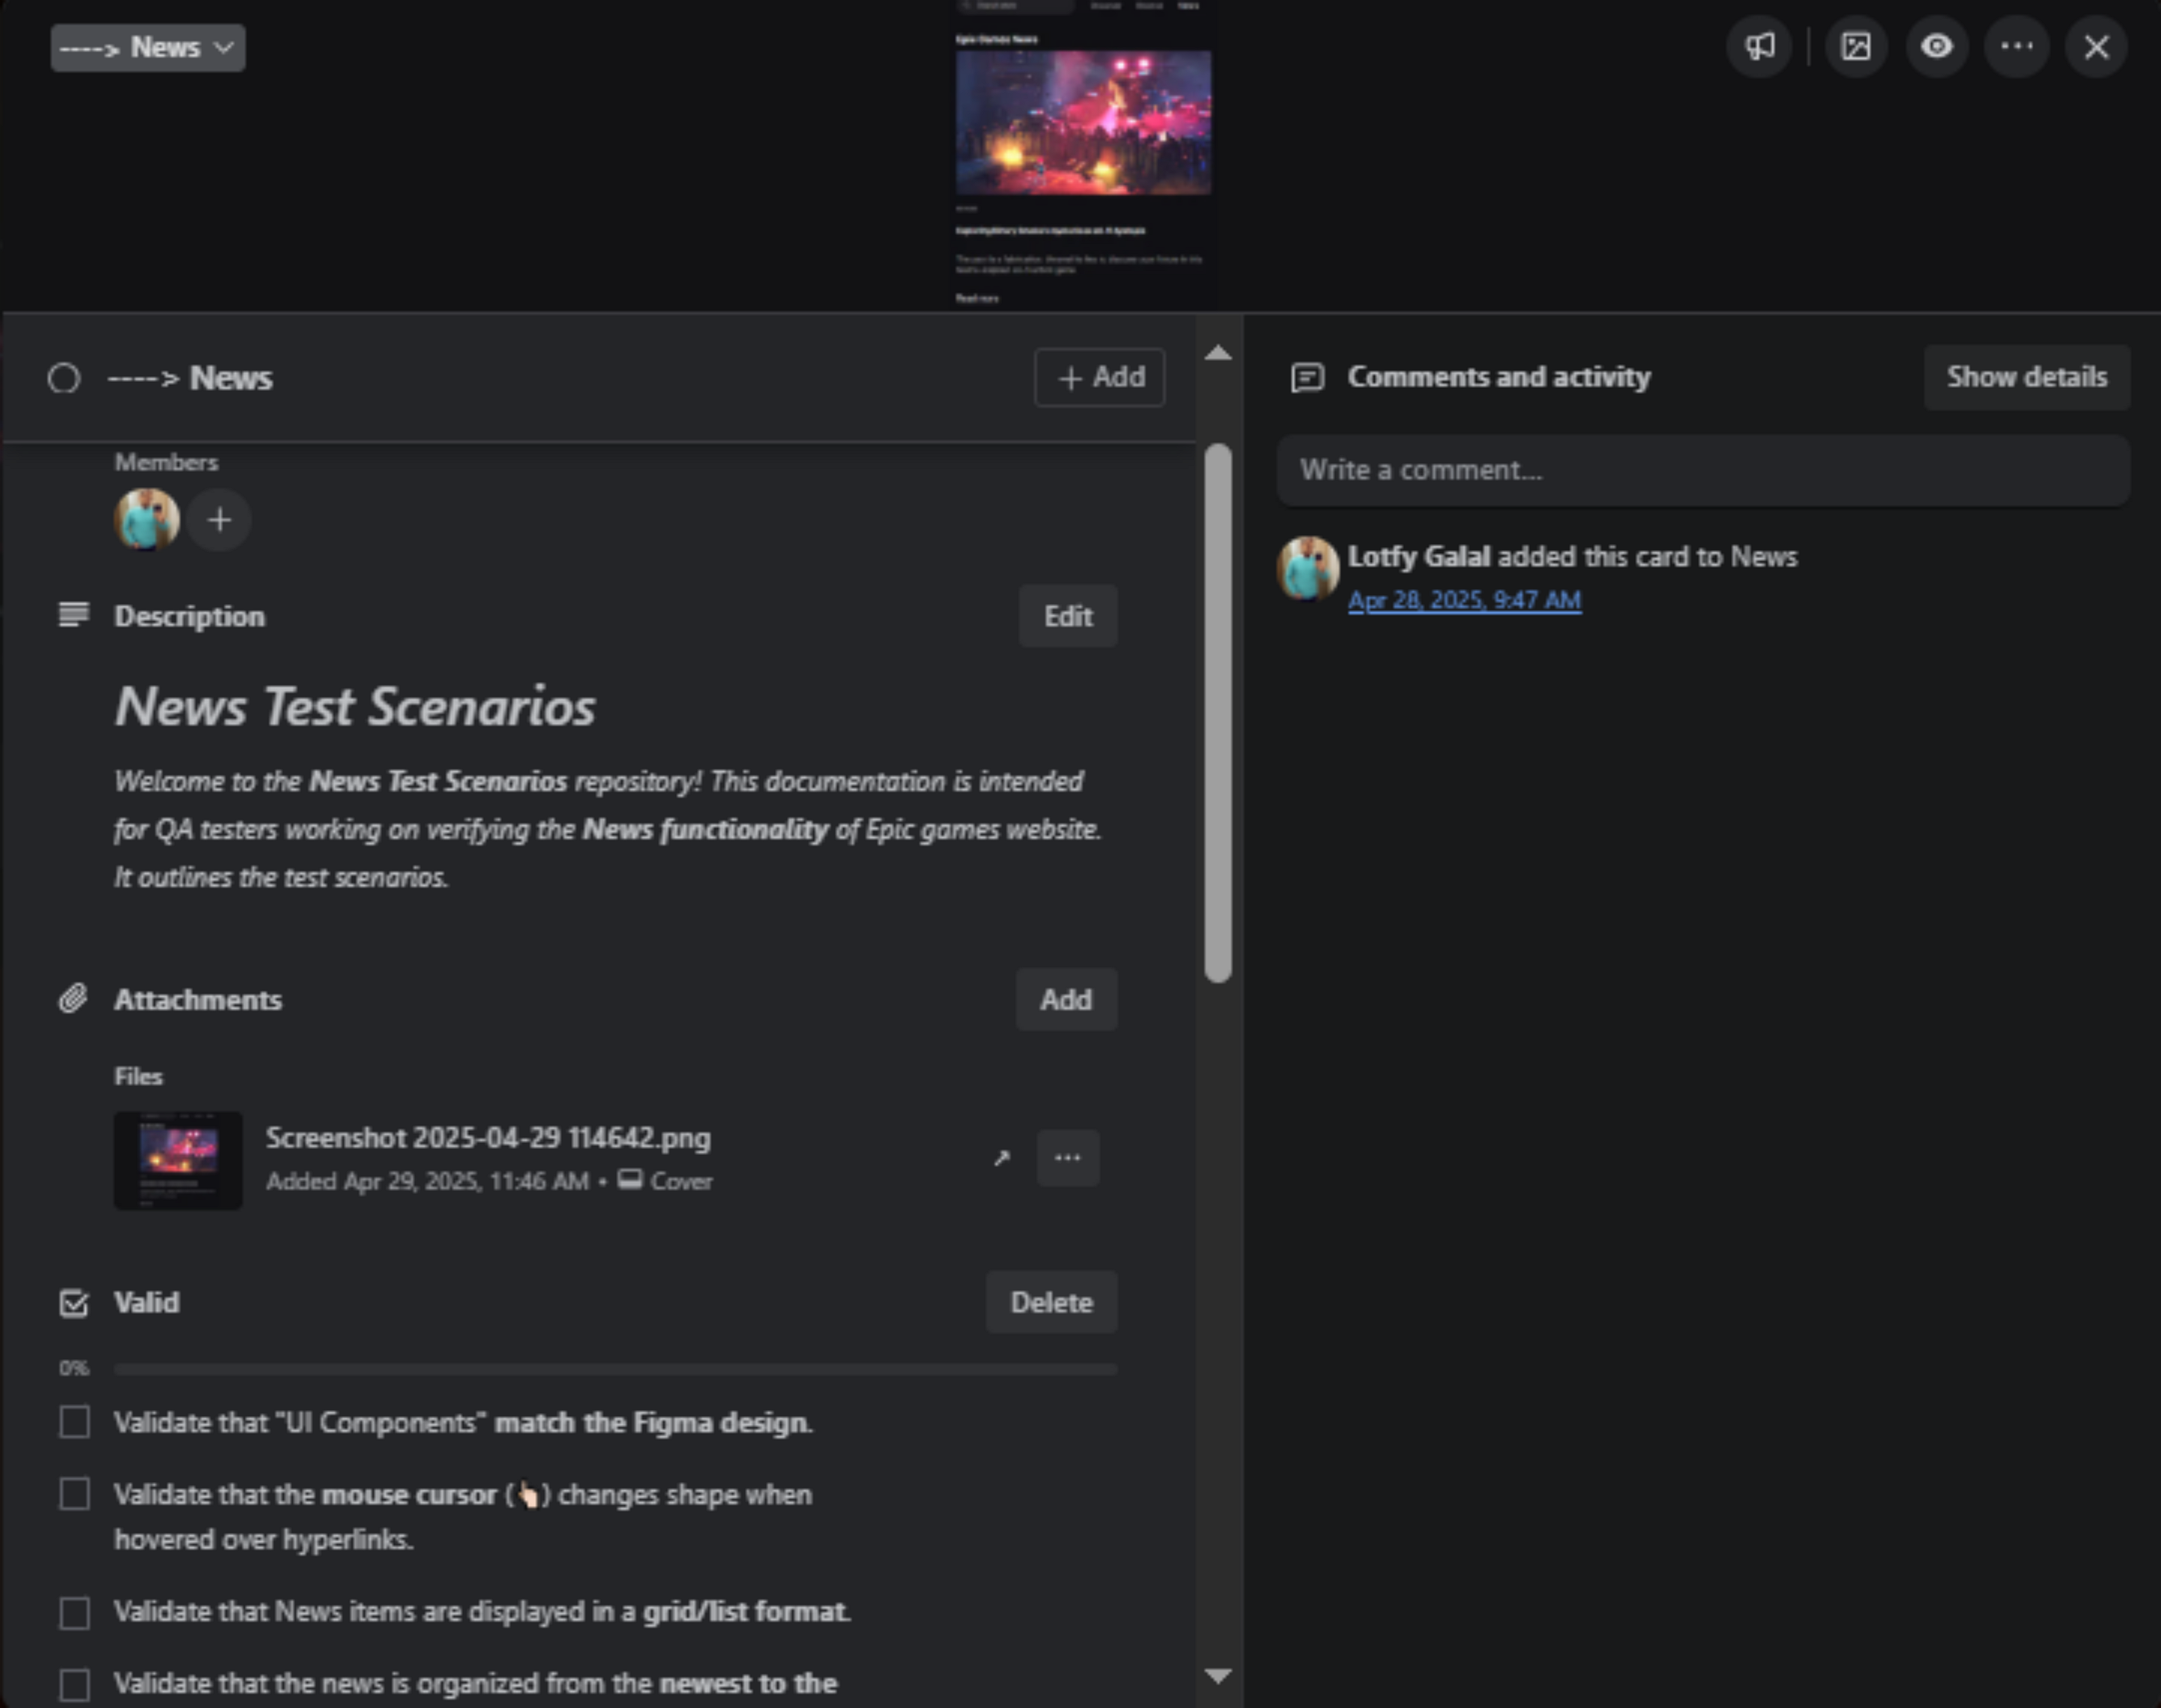 ----> News
Epic Games News
Read more
----> News
+ Add
Members
Description
Edit
News Test Scenarios
Welcome to the News Test Scenarios repository! This documentation is intended
for QA testers working on verifying the News functionality of Epic games website.
It outlines the test scenarios.
Attachments
Add
Files
Screenshot 2025-04-29 114642.png
Added Apr 29, 2025, 11:46 AM • Cover
Valid
Delete
0%
Validate that "UI Components" match the Figma design.
Validate that the mouse cursor (👆🏻) changes shape when
hovered over hyperlinks.
Validate that News items are displayed in a grid/list format.
Validate that the news is organized from the newest to the
Comments and activity
Show details
Write a comment...
Lotfy Galal added this card to News
Apr 28, 2025, 9:47 AM